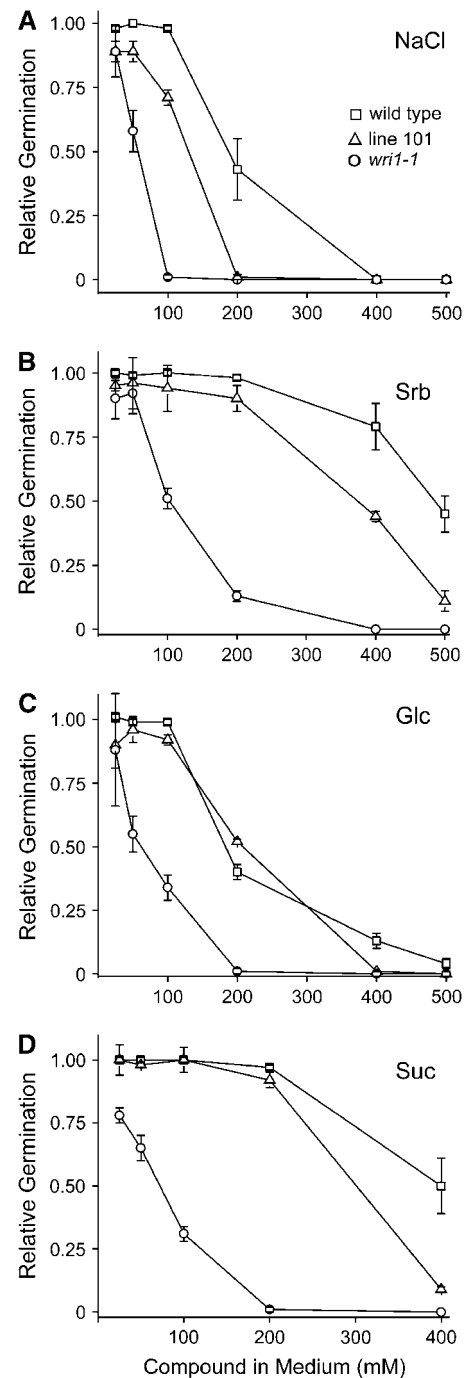 A
NaCl
1.00
0.75
0.50
0.25
0
Relative Germination
wild type
line 101
wri1-1
100 200 300 400 500
B
Srb
1.00
0.75
0.50
0.25
0
Relative Germination
100 200 300 400 500
C
Glc
1.00
0.75
0.50
0.25
0
Relative Germination
100 200 300 400 500
D
Suc
1.00
0.75
0.50
0.25
0
Relative Germination
100 200 300 400
Compound in Medium (mM)